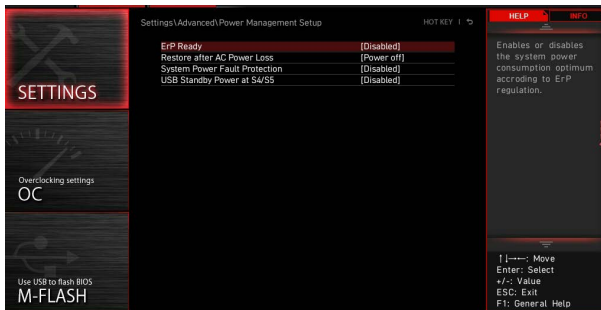 Settings\Advanced\Power Management Setup
HOT KEY
HELP
INFO
ErP Ready [Disabled]
Restore after AC Power Loss [Power off]
System Power Fault Protection [Disabled]
USB Standby Power at S4/S5 [Disabled]
SETTINGS
Overclocking settings
OC
Use USB to flash BIOS
M-FLASH
Enables or disables
the system power
consumption optimum
accroding to ErP
regulation.
↑↓→←: Move
Enter: Select
+/-: Value
ESC: Exit
F1: General Help